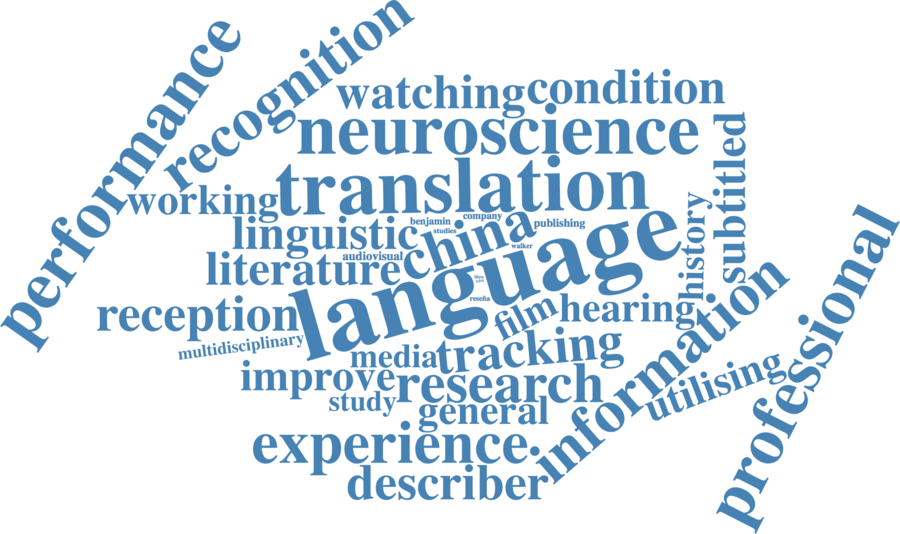 performance
recognition
watching
condition
neuroscience
subtitled
translation
working
benjamin
company
publishing
studies
linguistic
china
walker
history
audiovisual
literature
language
reseña
film
hearing
reception
professional
multidisciplinary
media
tracking
information
improve
research
utilising
study
general
experience
describer